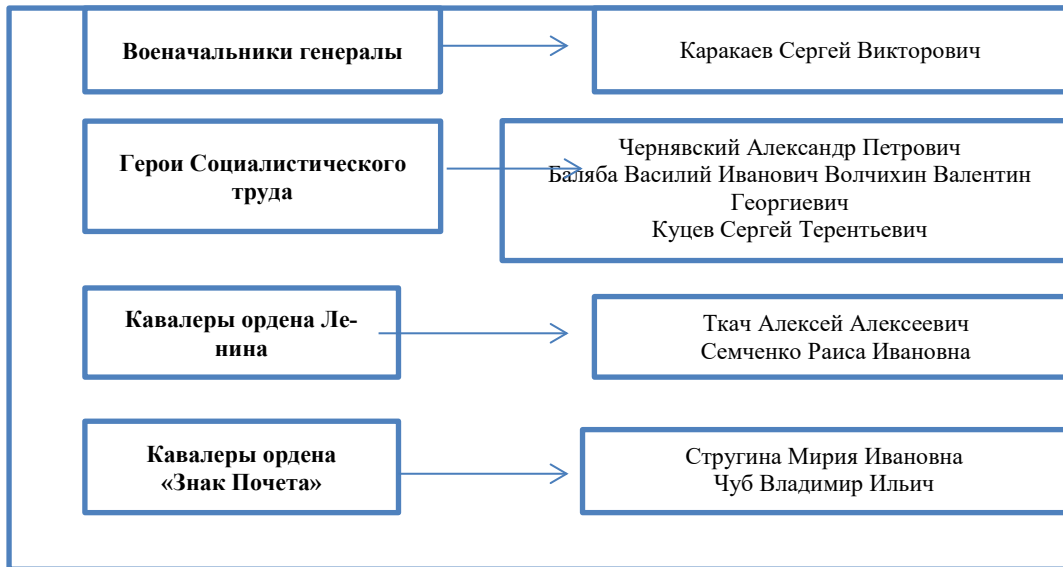 Военачальники генералы
Каракаев Сергей Викторович
Герои Социалистического
труда
Чернявский Александр Петрович
Баляба Василий Иванович Волчихин Валентин
Георгиевич
Куцев Сергей Терентьевич
Кавалеры ордена Ле-
нина
Ткач Алексей Алексеевич
Семченко Раиса Ивановна
Кавалеры ордена
«Знак Почета»
Стругина Мирия Ивановна
Чуб Владимир Ильич